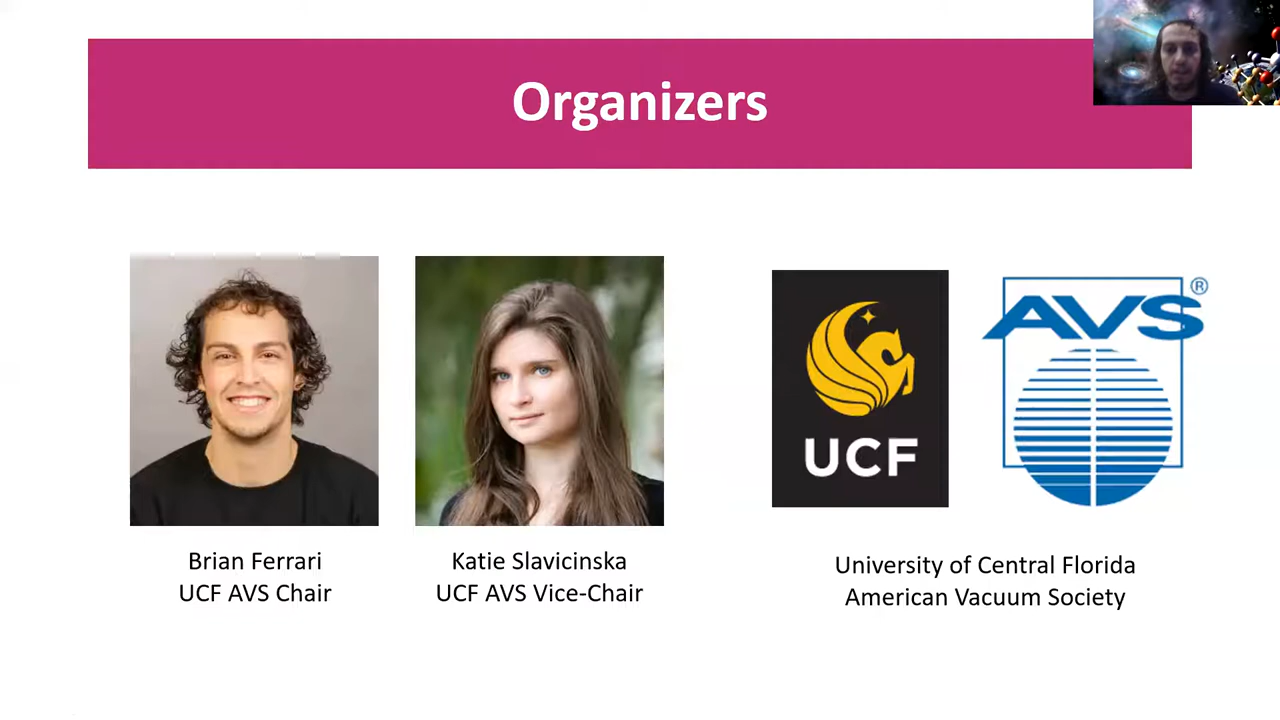 Organizers
Brian Ferrari
UCF AVS Chair
Katie Slavicinska
UCF AVS Vice-Chair
UCF
AVS®
University of Central Florida
American Vacuum Society